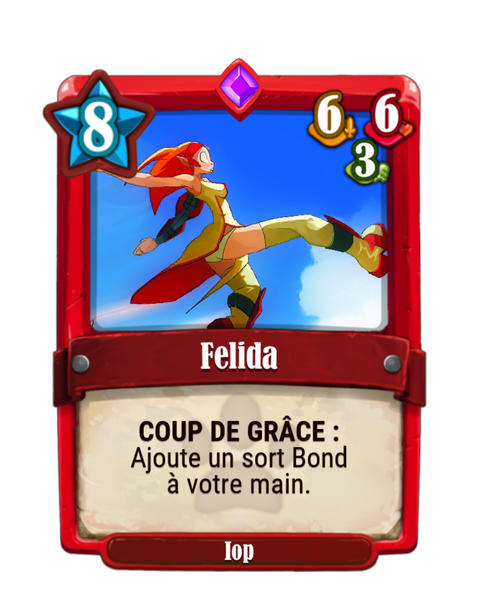 8
6 6
3
Felida
COUP DE GRÂCE :
Ajoute un sort Bond
à votre main.
Iop